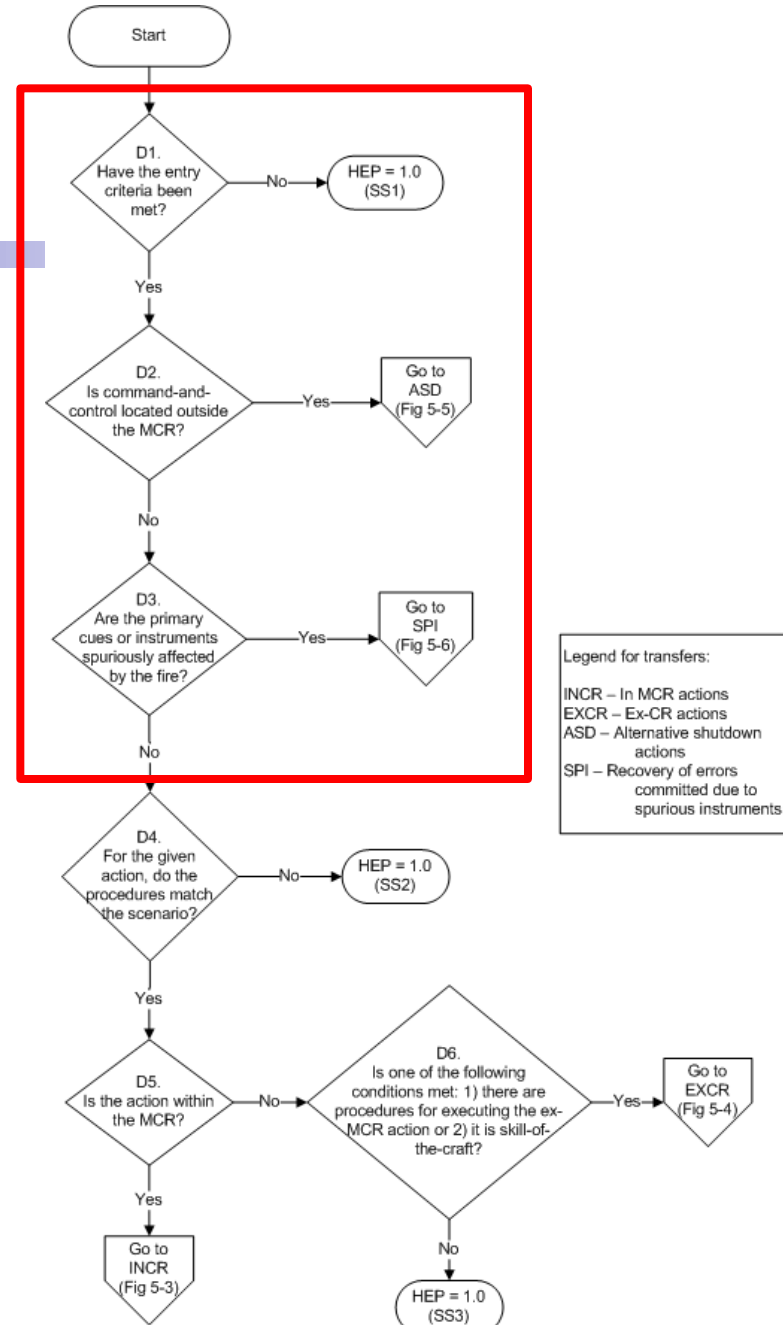 Start
D1.
Have the entry
criteria been
met?
No
HEP = 1.0
(SS1)
Yes
D2.
Is command-and-
control located outside
the MCR?
Yes
Go to
ASD
(Fig 5-5)
No
D3.
Are the primary
cues or instruments
spuriously affected
by the fire?
Yes
Go to
SPI
(Fig 5-6)
No
Legend for transfers:
INCR – In MCR actions
EXCR – Ex-CR actions
ASD – Alternative shutdown
actions
SPI – Recovery of errors
committed due to
spurious instruments
D4.
For the given
action, do the
procedures match
the scenario?
No
HEP = 1.0
(SS2)
Yes
D5.
Is the action within
the MCR?
No
D6.
Is one of the following
conditions met: 1) there are
procedures for executing the ex-
MCR action or 2) it is skill-of-
the-craft?
Yes
Go to
EXCR
(Fig 5-4)
Yes
Go to
INCR
(Fig 5-3)
No
HEP = 1.0
(SS3)